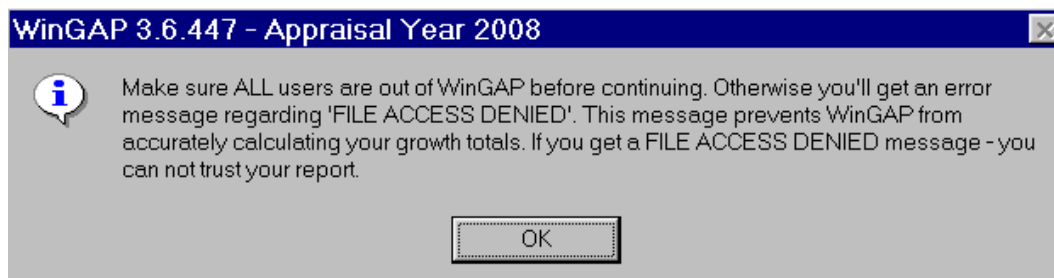 WinGAP 3.6.447 - Appraisal Year 2008
Make sure ALL users are out of WinGAP before continuing. Otherwise you'll get an error
message regarding 'FILE ACCESS DENIED'. This message prevents WinGAP from
accurately calculating your growth totals. If you get a FILE ACCESS DENIED message - you
can not trust your report.
OK